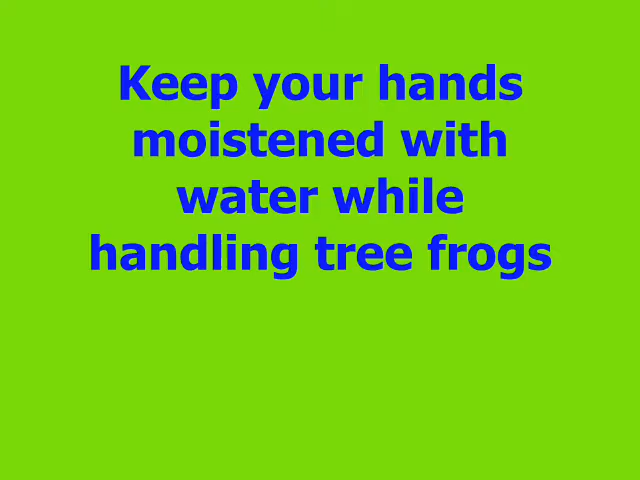 Keep your hands
moistened with
water while
handling tree frogs